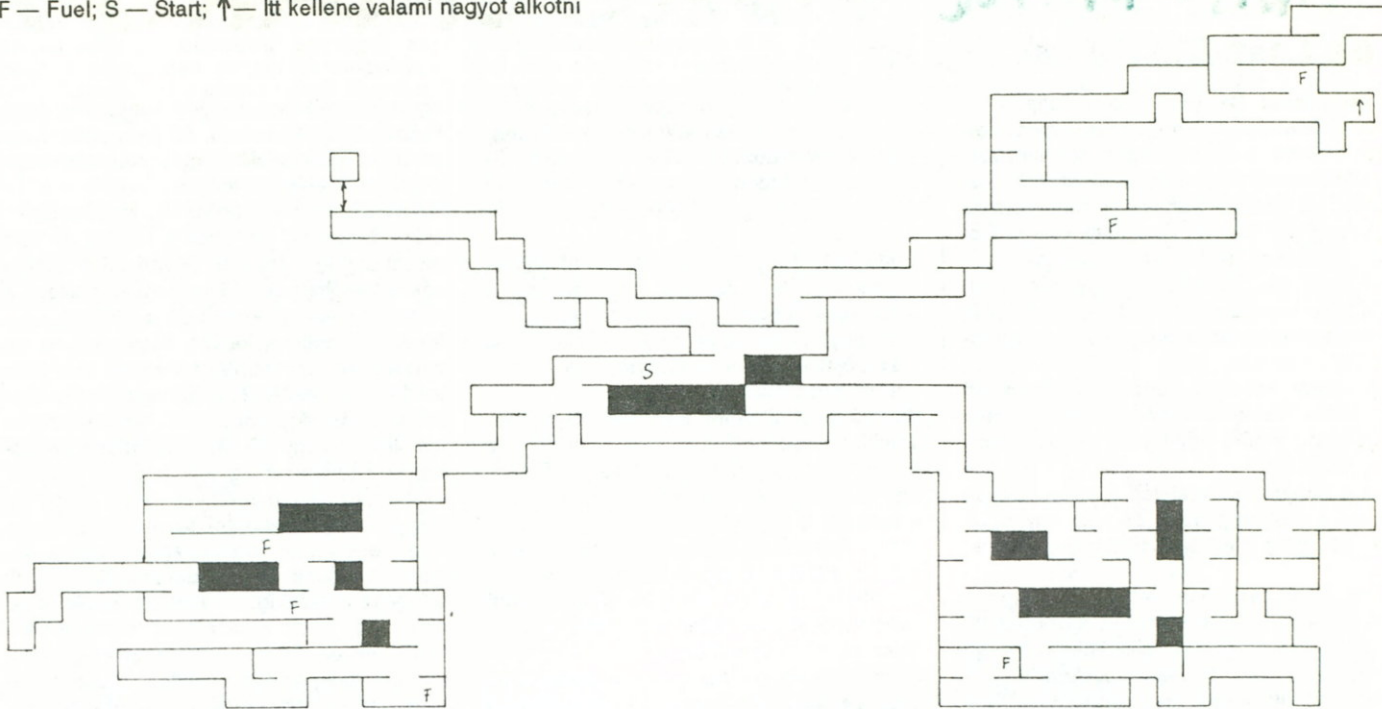 F — Fuel; S — Start; ↑ — Itt kellene valami nagyot alkotni
F
↑
F
S
F
F
F
F